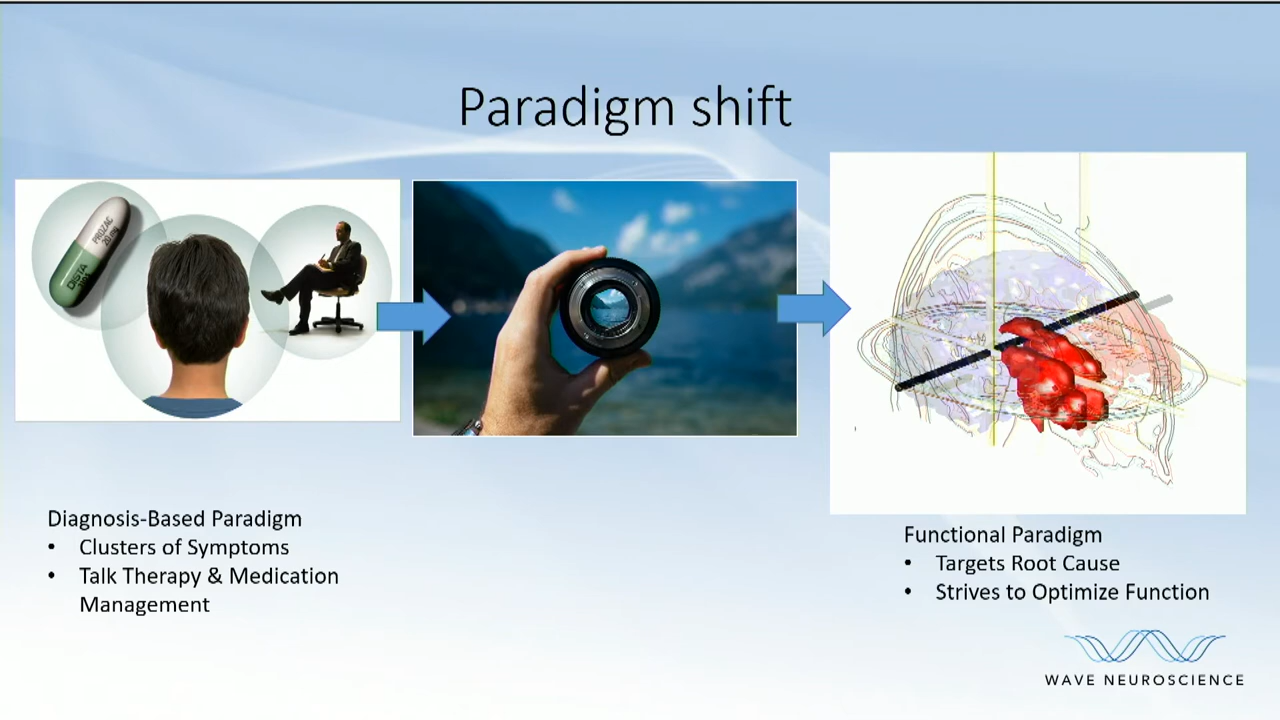 Paradigm shift
PROZAC
20 mg
DISTA
Diagnosis-Based Paradigm
• Clusters of Symptoms
• Talk Therapy & Medication
Management
Functional Paradigm
• Targets Root Cause
• Strives to Optimize Function
WAVE NEUROSCIENCE